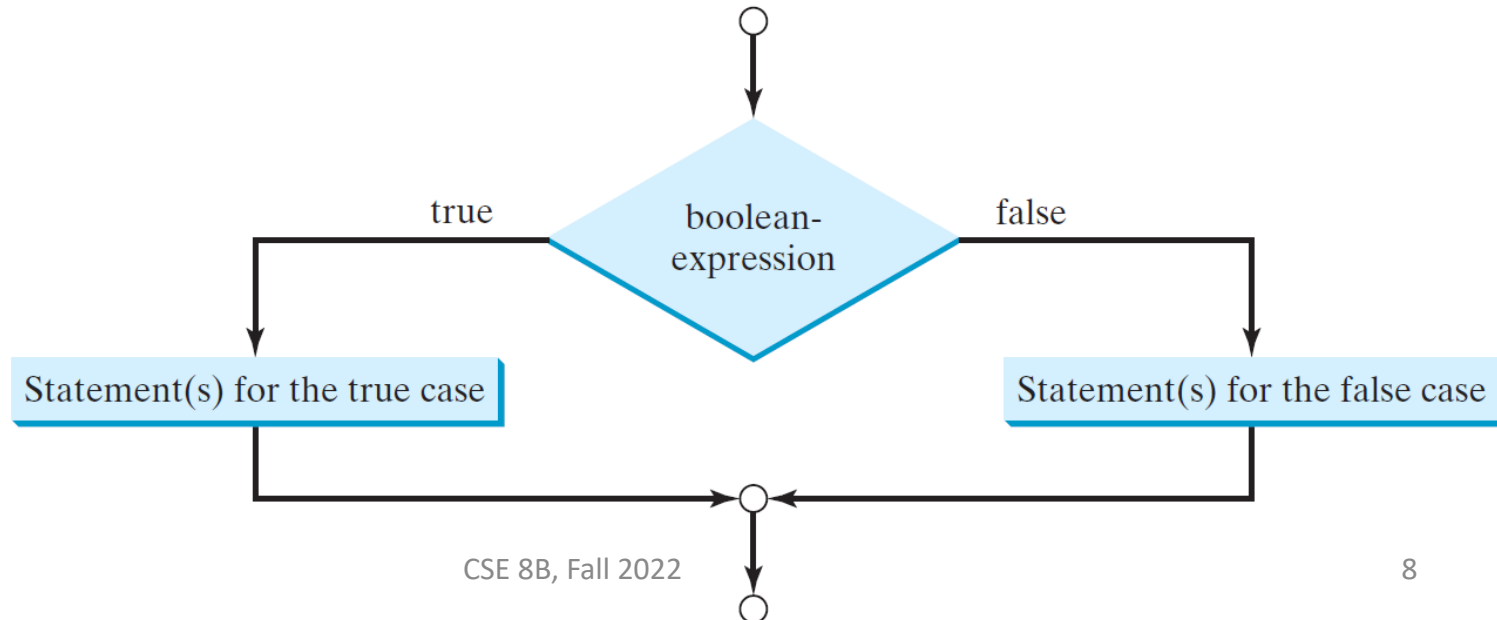 true
boolean-
expression
false
Statement(s) for the true case
Statement(s) for the false case
CSE 8B, Fall 2022
8